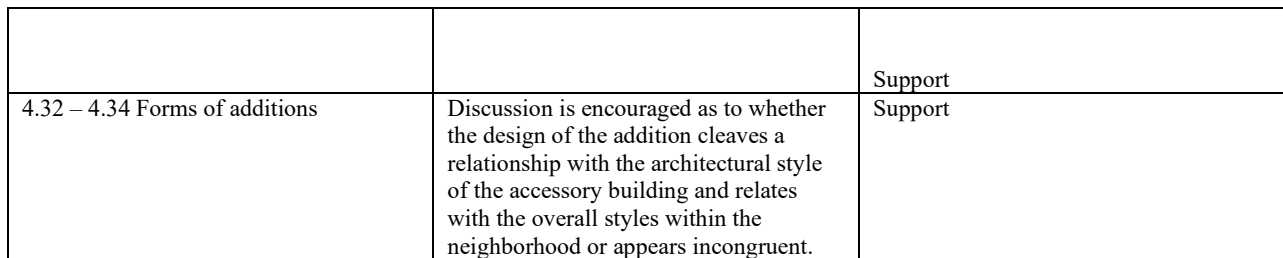 Support
4.32 – 4.34 Forms of additions
Discussion is encouraged as to whether
the design of the addition cleaves a
relationship with the architectural style
of the accessory building and relates
with the overall styles within the
neighborhood or appears incongruent.
Support